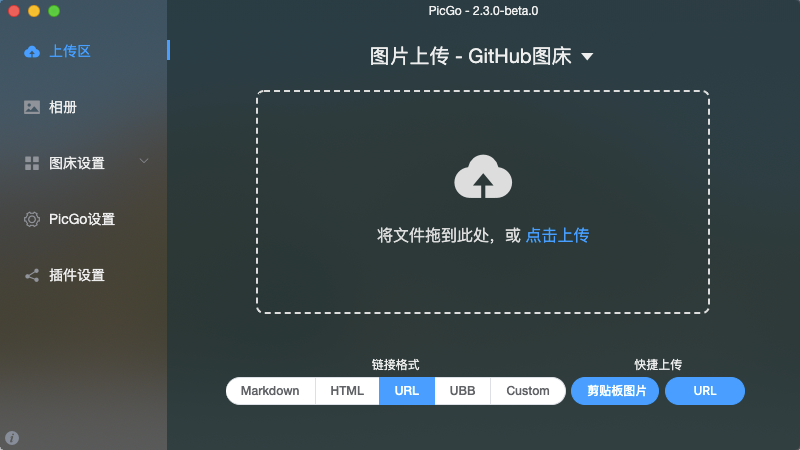 PicGo - 2.3.0-beta.0
上传区
相册
图床设置
PicGo设置
插件设置
图片上传 - GitHub图床
将文件拖到此处，或 点击上传
链接格式
Markdown HTML URL UBB Custom
快捷上传
剪贴板图片 URL